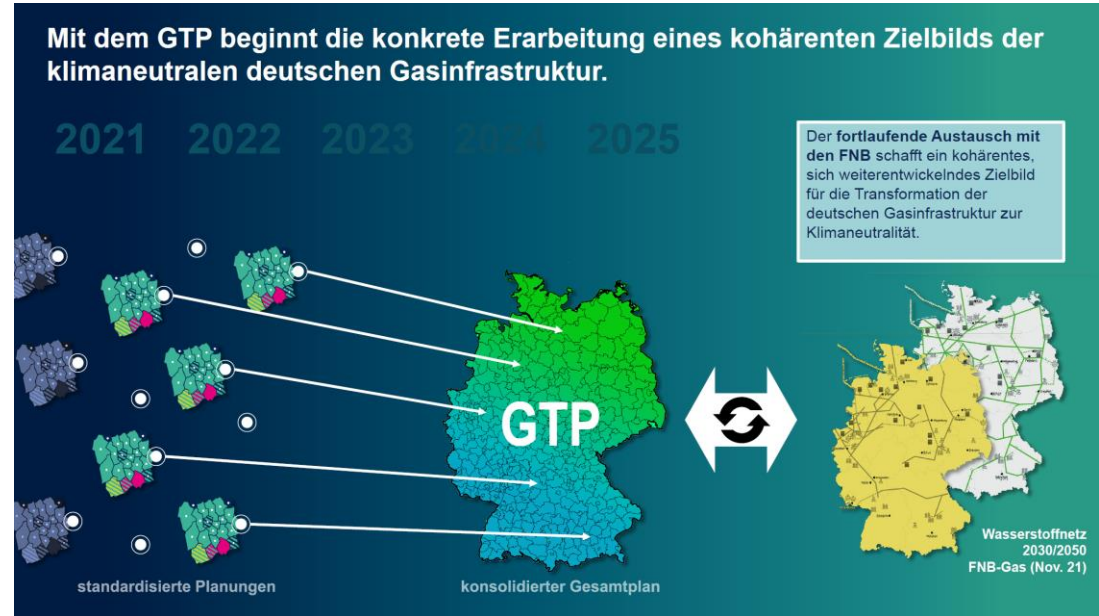 Mit dem GTP beginnt die konkrete Erarbeitung eines kohärenten Zielbilds der
klimaneutralen deutschen Gasinfrastruktur.
2021 2022 2023 2024 2025
Der fortlaufende Austausch mit
den FNB schafft ein kohärentes,
sich weiterentwickelndes Zielbild
für die Transformation der
deutschen Gasinfrastruktur zur
Klimaneutralität.
GTP
Wasserstoffnetz
2030/2050
FNB-Gas (Nov. 21)
standardisierte Planungen
konsolidierter Gesamtplan